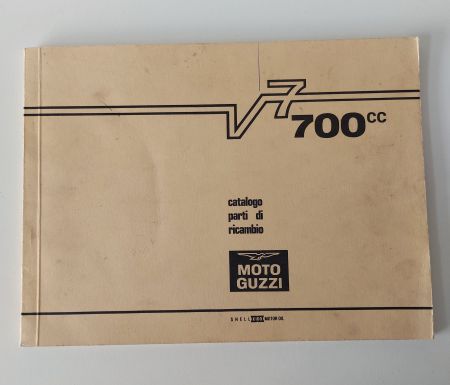 V7
700cc
catalogo
parti di
ricambio
MOTO
GUZZI
SHELL MOTOR OIL